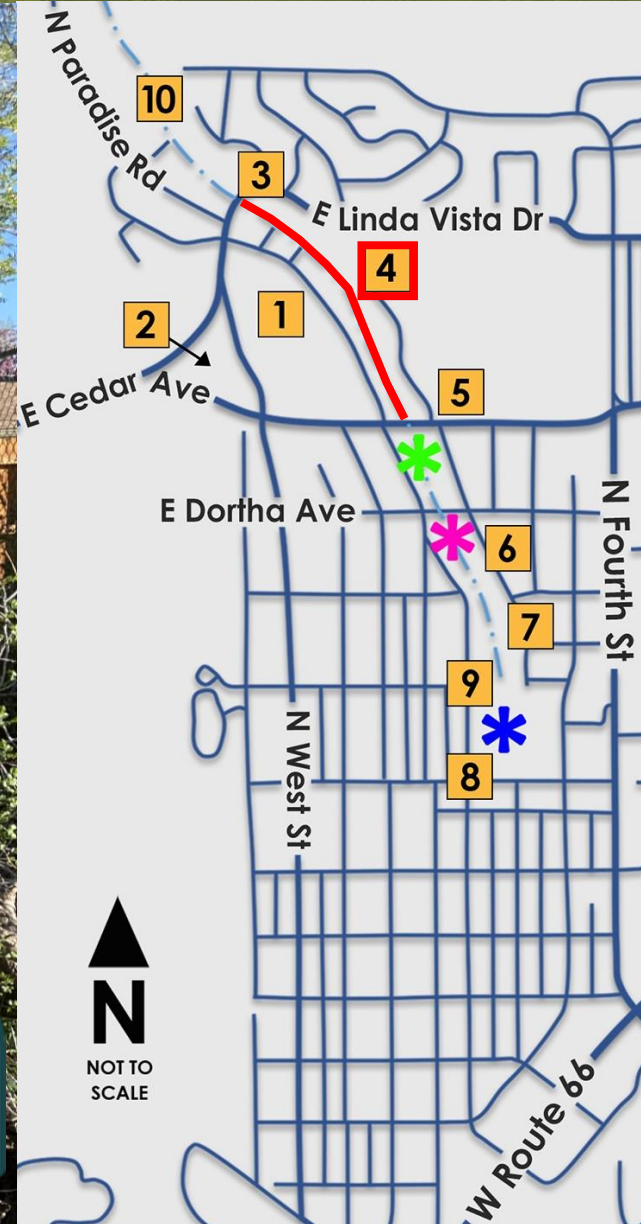 N Paradise Rd
10
3
E Linda Vista Dr
4
1
2
E Cedar Ave
5
E Dortha Ave
6
N Fourth St
7
9
8
N West St
N
NOT TO
SCALE
W Route 66